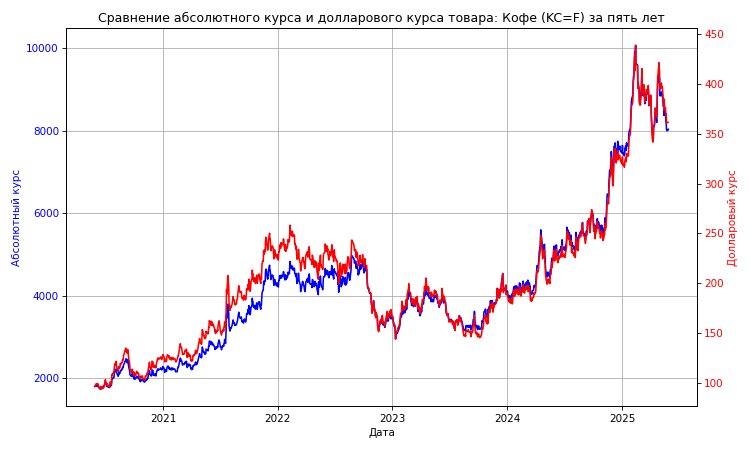 Сравнение абсолютного курса и долларового курса товара: Кофе (KC=F) за пять лет
10000
8000
6000
4000
2000
Абсолютный курс
450
400
350
300
250
200
150
100
Долларовый курс
2021 2022 2023 2024 2025
Дата